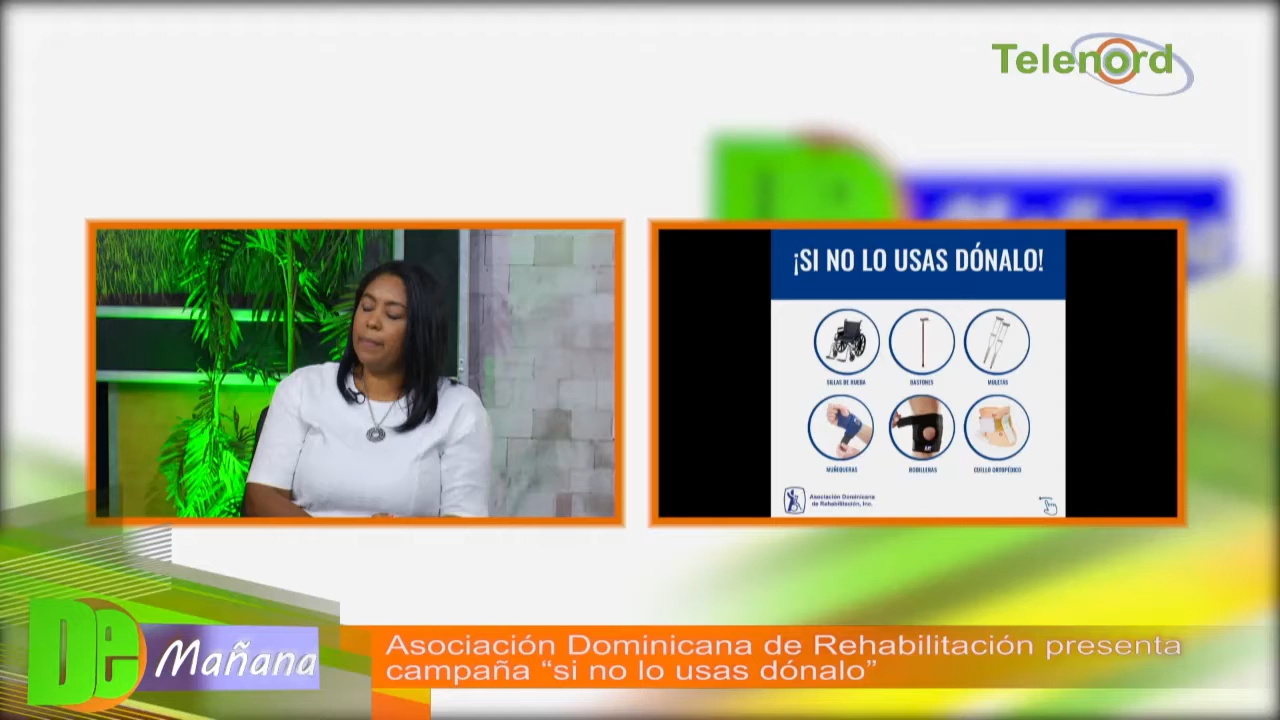 Telenord
¡SI NO LO USAS DÓNALO!
SILLAS DE RUEDA
BASTONES
MULETAS
MUÑEQUERAS
RODILLERAS
COELLO ORTOPÉDICO
Asociación Dominicana
de Rehabilitación, Inc.
De Mañana
Asociación Dominicana de Rehabilitación presenta
campaña “si no lo usas dónalo”